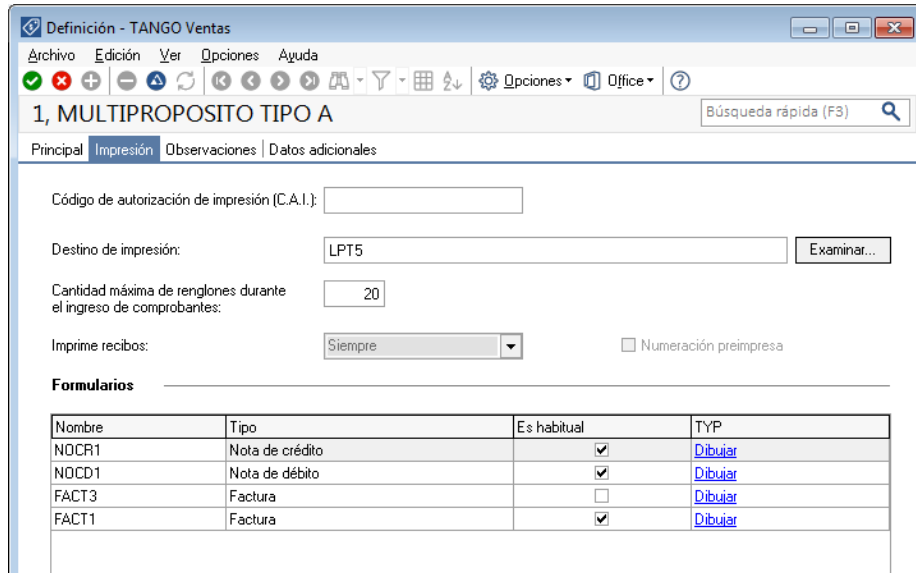 Definición - TANGO Ventas
Archivo Edición Ver Opciones Ayuda
Opciones Office
1, MULTIPROPOSITO TIPO A
Búsqueda rápida (F3)
Principal Impresión Observaciones Datos adicionales
Código de autorización de impresión (C.A.I.):
Destino de impresión: LPT5 Examinar...
Cantidad máxima de renglones durante
el ingreso de comprobantes: 20
Imprime recibos: Siempre Numeración preimpresa
Formularios
Nombre Tipo Es habitual TYP
NOCR1 Nota de crédito Dibujar
NOCD1 Nota de débito Dibujar
FACT3 Factura Dibujar
FACT1 Factura Dibujar